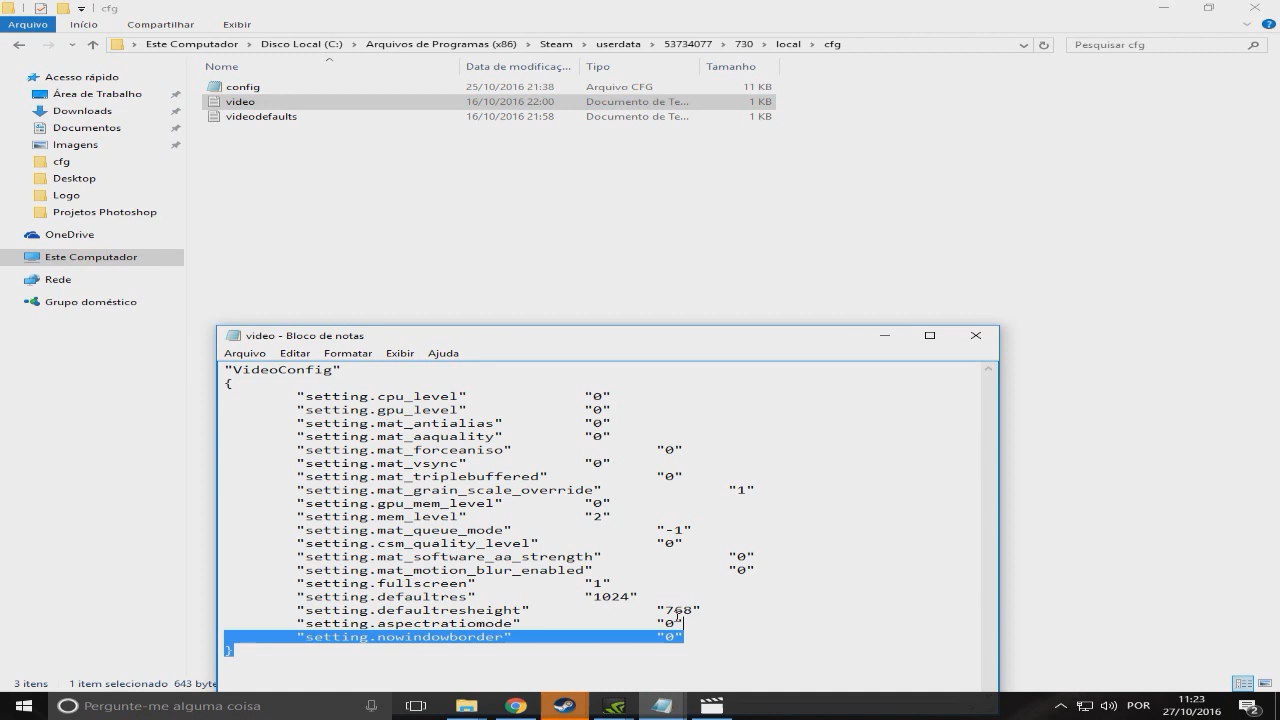 cfg
Arquivo Início Compartilhar Exibir
Este Computador Disco Local (C:) Arquivos de Programas (x86) Steam userdata 53734077 730 local cfg
Pesquisar cfg
Nome Data de modificaç... Tipo Tamanho
Acesso rápido
Área de Trabalho
Downloads
Documentos
Imagens
cfg
Desktop
Logo
Projetos Photoshop
OneDrive
Este Computador
Rede
Grupo doméstico
config 25/10/2016 21:38 Arquivo CFG 11 KB
video 16/10/2016 22:00 Documento de Te... 1 KB
videodefaults 16/10/2016 21:58 Documento de Te... 1 KB
video - Bloco de notas
Arquivo Editar Formatar Exibir Ajuda
"VideoConfig"
{
"setting.cpu_level" "0"
"setting.gpu_level" "0"
"setting.mat_antialias" "0"
"setting.mat_aaquality" "0"
"setting.mat_forceaniso" "0"
"setting.mat_vsync" "0"
"setting.mat_triplebuffered" "0"
"setting.mat_grain_scale_override" "1"
"setting.gpu_mem_level" "0"
"setting.mem_level" "2"
"setting.mat_queue_mode" "-1"
"setting.csm_quality_level" "0"
"setting.mat_software_aa_strength" "0"
"setting.mat_motion_blur_enabled" "0"
"setting.fullscreen" "1"
"setting.defaultres" "1024"
"setting.defaultresheight" "768"
"setting.aspectratiomode" "0"
"setting.nowindowborder" "0"
}
3 itens 1 item selecionado 643 byte
Pergunte-me alguma coisa
POR
11:23
27/10/2016
2